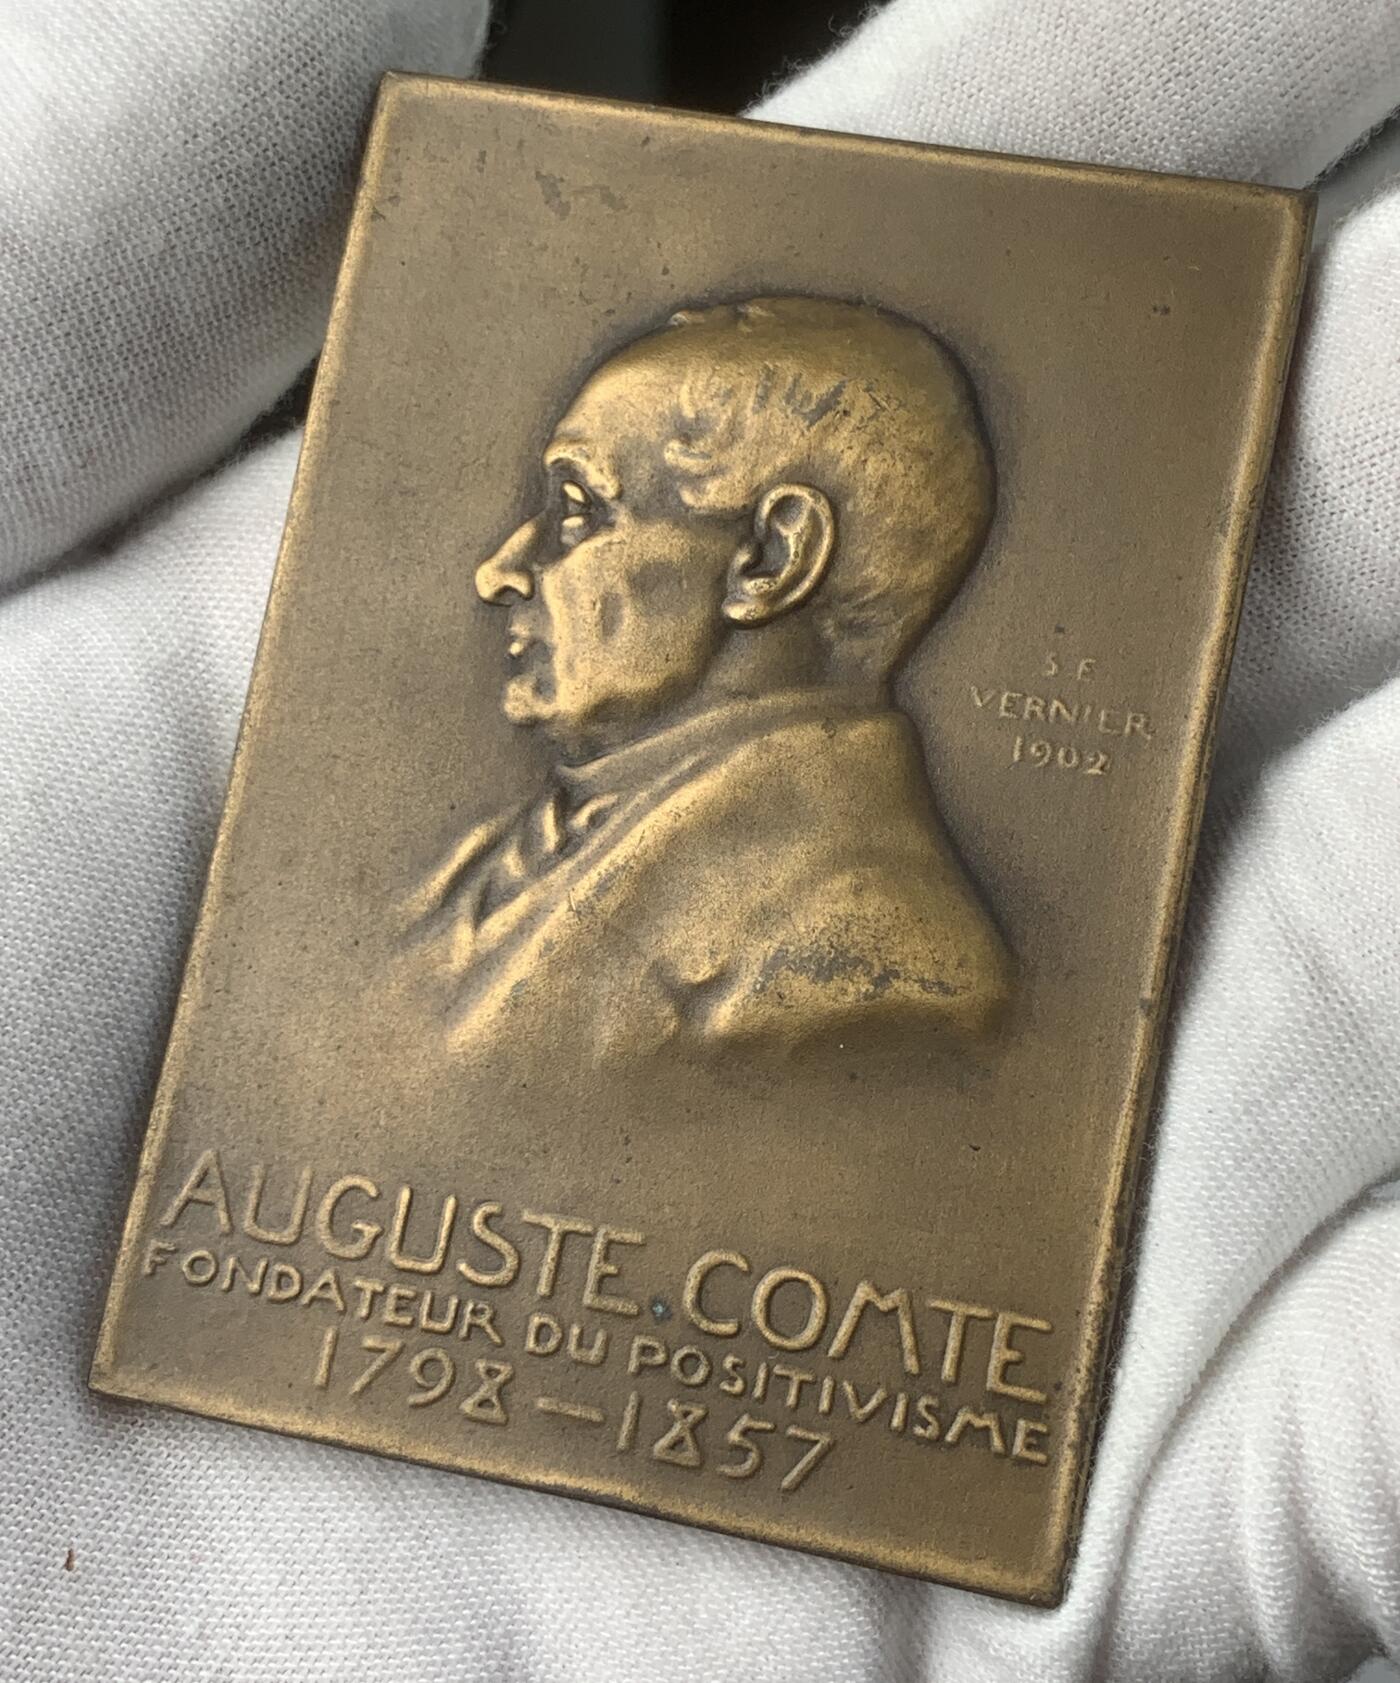 S E
VERNIER
1902
AUGUSTE COMTE
FONDATEUR DU POSITIVISME
1798—1857